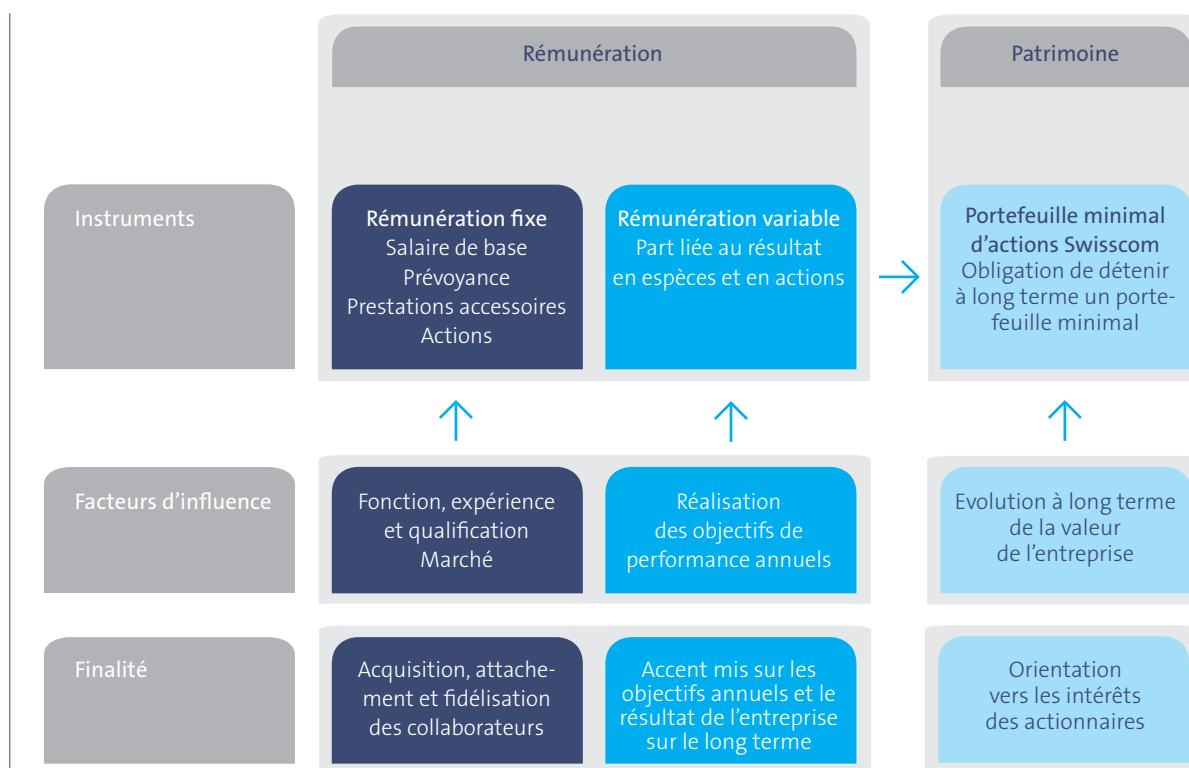 Rémunération
Patrimoine
Instruments
Rémunération fixe
Salaire de base
Prévoyance
Prestations accessoires
Actions
Rémunération variable
Part liée au résultat
en espèces et en actions
Portefeuille minimal
d’actions Swisscom
Obligation de détenir
à long terme un porte-
feuille minimal
Facteurs d’influence
Fonction, expérience
et qualification
Marché
Réalisation
des objectifs de
performance annuels
Evolution à long terme
de la valeur
de l’entreprise
Finalité
Acquisition, attache-
ment et fidélisation
des collaborateurs
Accent mis sur les
objectifs annuels et le
résultat de l’entreprise
sur le long terme
Orientation
vers les intérêts
des actionnaires